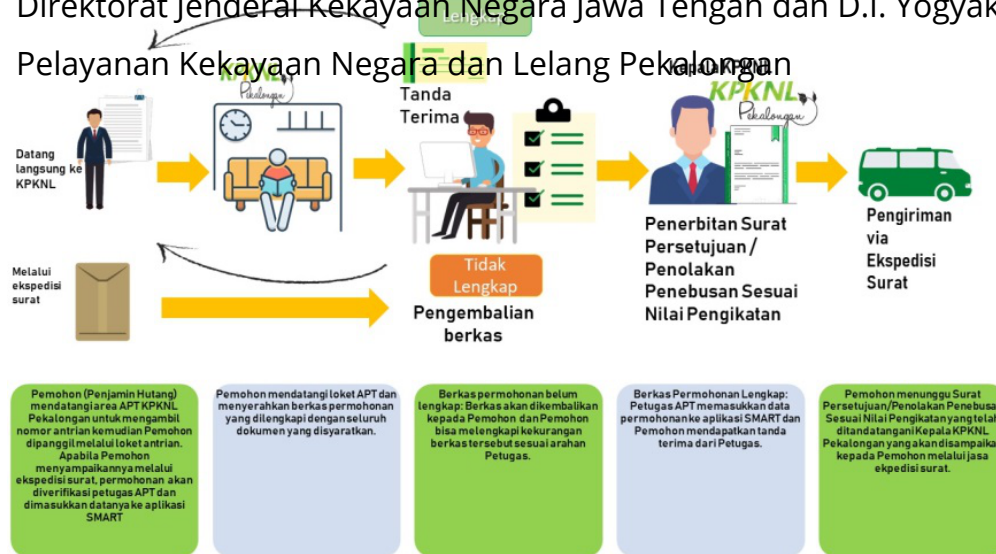 Direktorat Jenderal Kekayaan Negara Jawa Tengah dan D.I. Yogyak
Lengkap
Pelayanan Kekayaan Negara dan Lelang Pekalongan
KPKNL
Pekalongan
Kepala KPKNL
KPKNL
Pekalongan
Tanda
Terima
Datang
langsung ke
KPKNL
Melalui
ekspedisi
surat
Tidak
Lengkap
Pengembalian
berkas
Penerbitan Surat
Persetujuan /
Penolakan
Penebusan Sesuai
Nilai Pengikatan
Pengiriman
via
Ekspedisi
Surat
Pemohon (Penjamin Hutang)
mendatangi area APT KPKNL
Pekalongan untuk mengambil
nomor antrian kemudian Pemohon
dipanggil melalui loket antrian.
Apabila Pemohon
menyampaikannya melalui
ekspedisi surat, permohonan akan
diverifikasi petugas APT dan
dimasukkan datanya ke aplikasi
SMART
Pemohon mendatangi loket APT dan
menyerahkan berkas permohonan
yang dilengkapi dengan seluruh
dokumen yang disyaratkan.
Berkas permohonan belum
lengkap: Berkas akan dikembalikan
kepada Pemohon dan Pemohon
bisa melengkapi kekurangan
berkas tersebut sesuai arahan
Petugas.
Berkas Permohonan Lengkap:
Petugas APT memasukkan data
permohonan ke aplikasi SMART dan
Pemohon mendapatkan tanda
terima dari Petugas.
Pemohon menunggu Surat
Persetujuan/Penolakan Penebusa
Sesuai Nilai Pengikatan yang telah
ditandatangani Kepala KPKNL
Pekalongan yang akan disampaika
kepada Pemohon melalui jasa
ekpedisi surat.